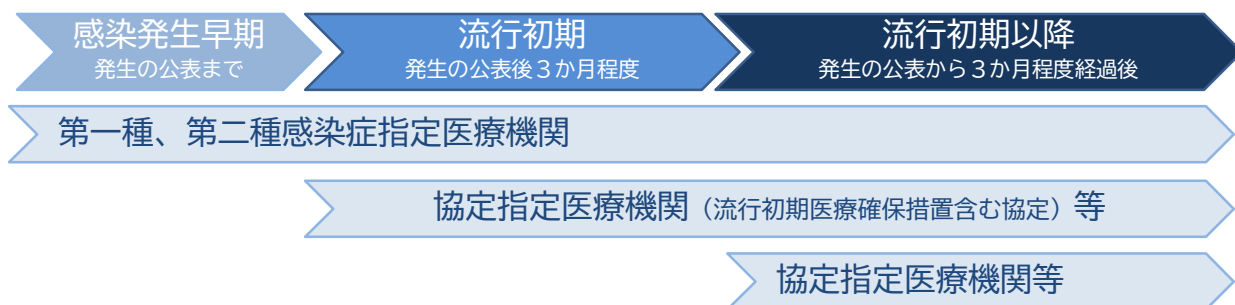 感染発生早期
発生の公表まで
流行初期
発生の公表後３か月程度
流行初期以降
発生の公表から３か月程度経過後
第一種、第二種感染症指定医療機関
協定指定医療機関（流行初期医療確保措置含む協定）等
協定指定医療機関等